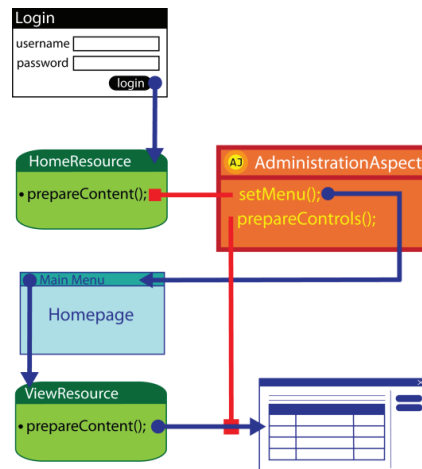 Login
username
password
login
HomeResource
• prepareContent();
AJ AdministrationAspect
setMenu();
prepareControls();
Main Menu
Homepage
ViewResource
• prepareContent();